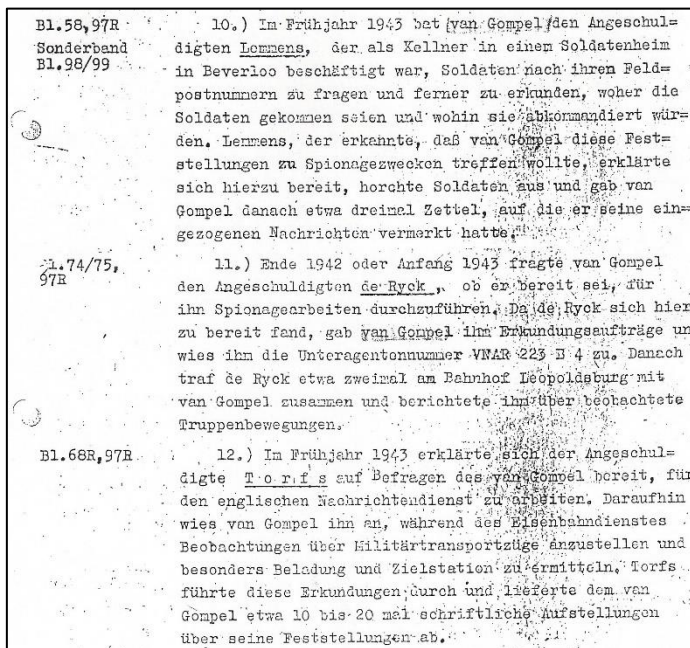 Bl.58,97R
Sonderband
Bl.98/99
10.) Im Frühjahr 1943 bat van Gompel den Angeschul=
digten Lemmens, der als Kellner in einem Soldatenheim
in Beverloo beschäftigt war, Soldaten nach ihren Feld=
postnummern zu fragen und ferner zu erkunden, woher die
Soldaten gekommen seien und wohin sie abkommandiert wür=
den. Lemmens, der erkannte, daß van Gompel diese Fest=
stellungen zu Spionagezwecken treffen wollte, erklärte
sich hierzu bereit, horchte Soldaten aus und gab van
Gompel danach etwa dreimal Zettel, auf die er seine ein=
gezogenen Nachrichten vermerkt hatte.
Bl.74/75,
97R
11.) Ende 1942 oder Anfang 1943 fragte van Gompel
den Angeschuldigten de Ryck, ob er bereit sei, für
ihn Spionagearbeiten durchzuführen. Da de Ryck sich hier
zu bereit fand, gab van Gompel ihm Erkundungsaufträge un
wies ihm die Unteragentennummer VNAR 223 B 4 zu. Danach
traf de Ryck etwa zweimal am Bahnhof Leopoldsburg mit
van Gompel zusammen und berichtete ihm über beobachtete
Truppenbewegungen.
Bl.68R,97R
12.) Im Frühjahr 1943 erklärte sich der Angeschul=
digte T o r f s auf Befragen des van Gompel bereit, für
den englischen Nachrichtendienst zu arbeiten. Daraufhin
wies van Gompel ihn an, während des Eisenbahndienstes
Beobachtungen über Militärtransportzüge anzustellen und
besonders Beladung und Zielstation zu ermitteln. Torfs
führte diese Erkundungen durch und lieferte dem van
Gompel etwa 10 bis 20 mal schriftliche Aufstellungen
über seine Feststellungen ab.